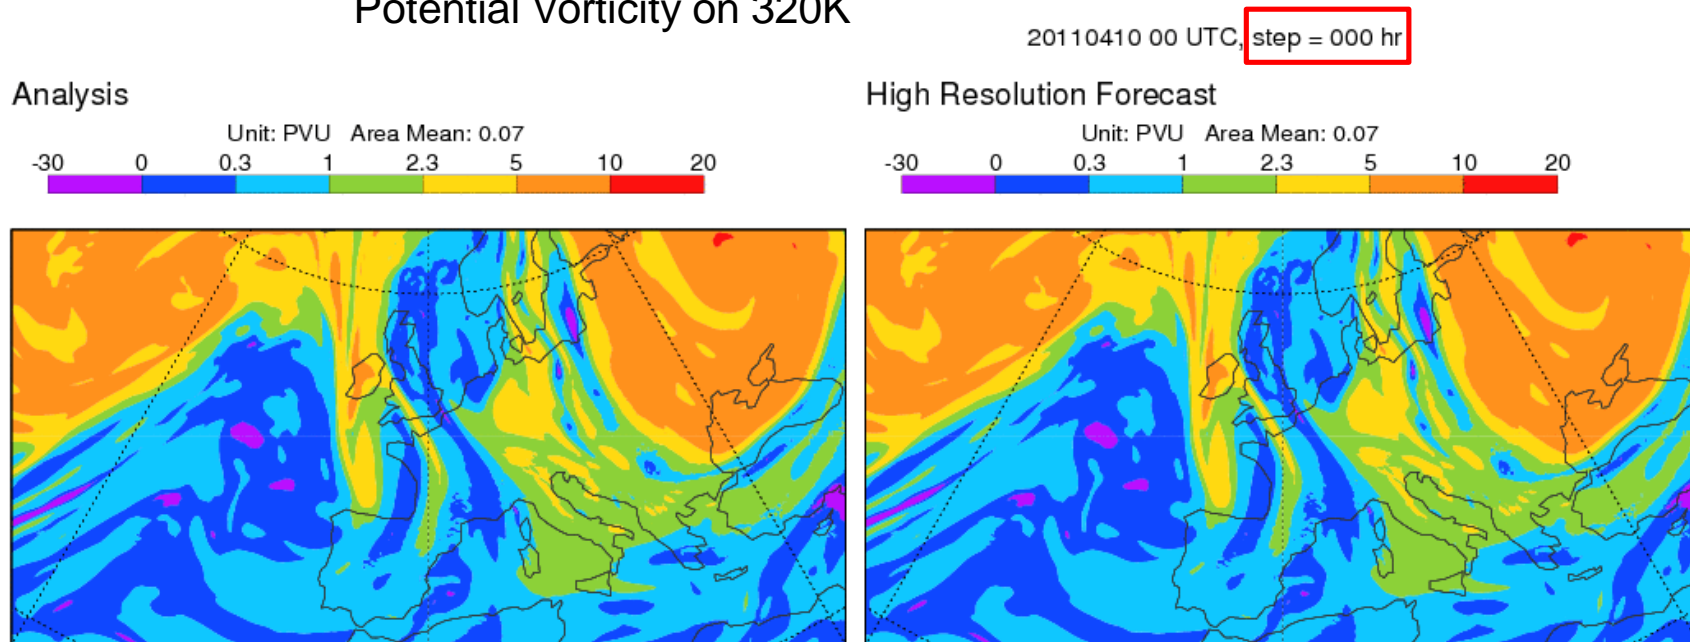 Potential Vorticity on 320K
20110410 00 UTC, step = 000 hr
Analysis
Unit: PVU Area Mean: 0.07
-30 0 0.3 1 2.3 5 10 20
High Resolution Forecast
Unit: PVU Area Mean: 0.07
-30 0 0.3 1 2.3 5 10 20